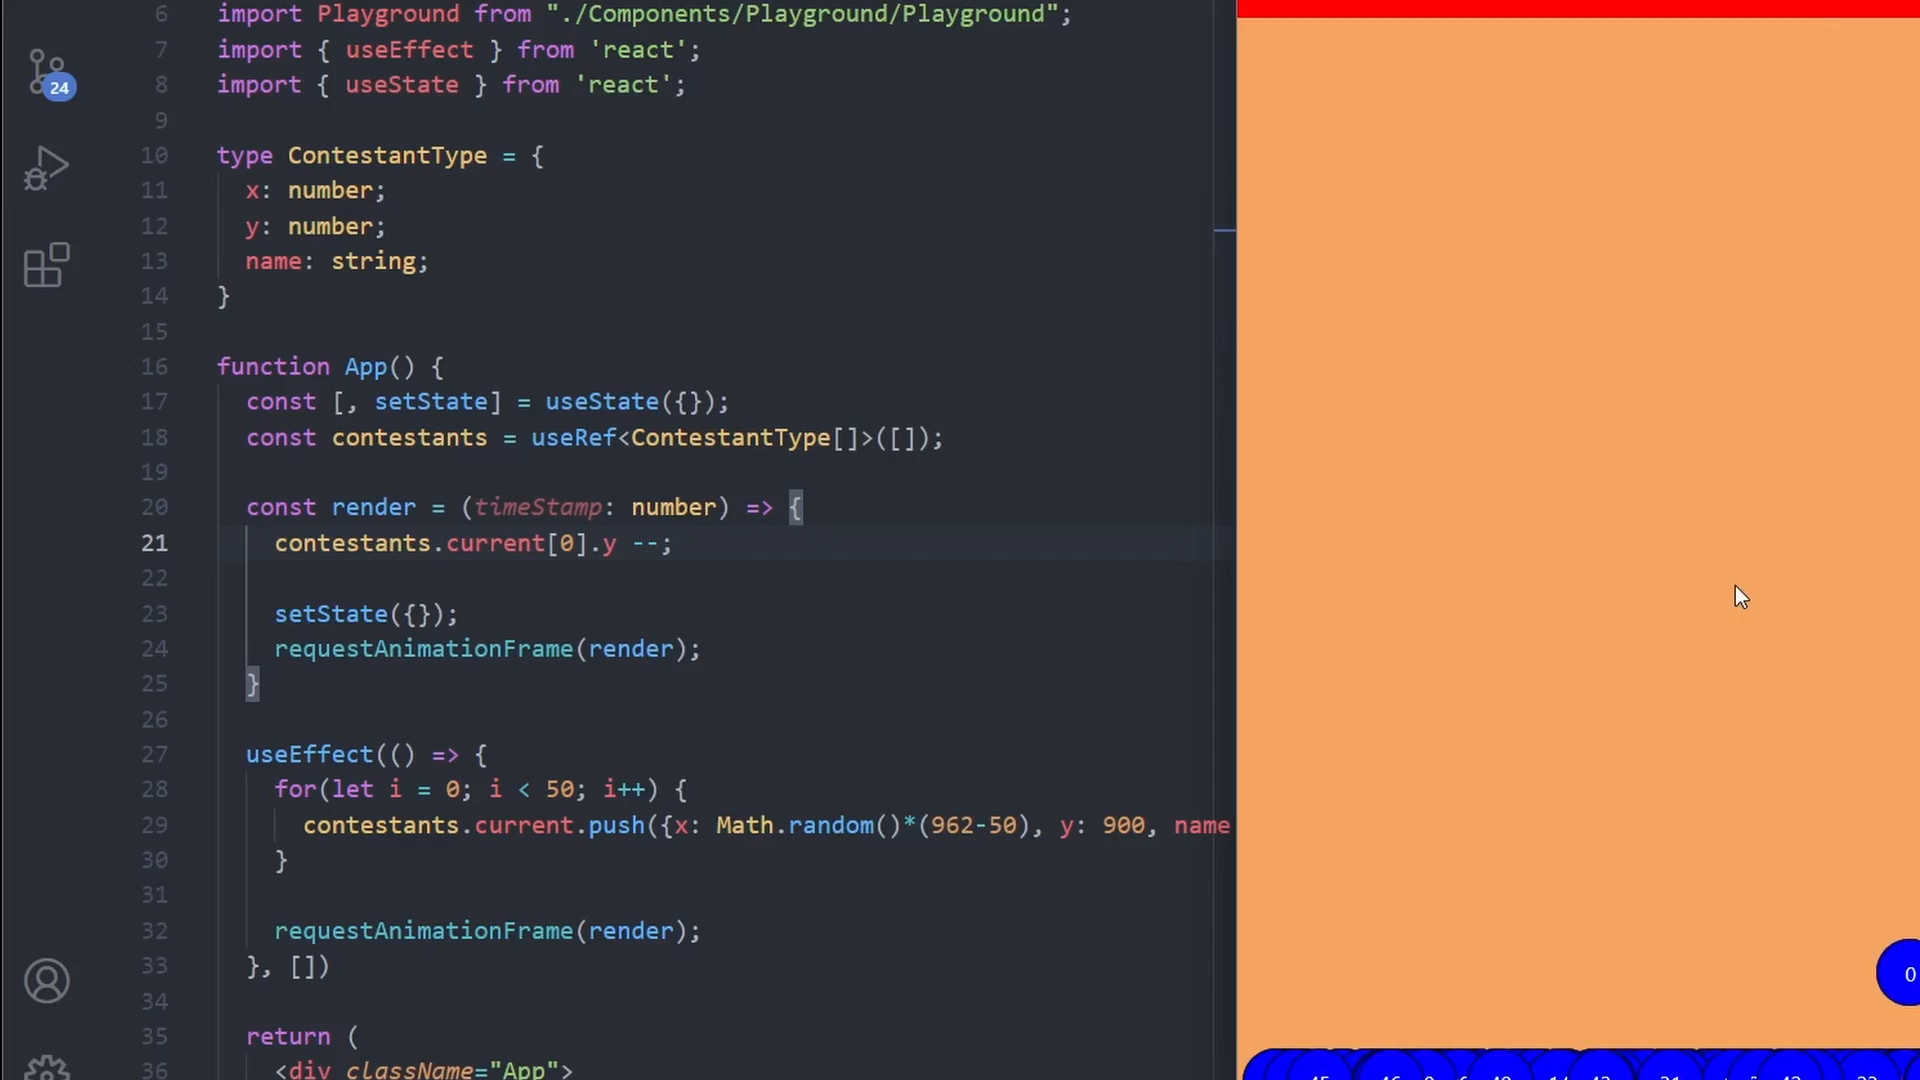 6 import Playground from "./Components/Playground/Playground";
7 import { useEffect } from 'react';
8 import { useState } from 'react';
9
10 type ContestantType = {
11 x: number;
12 y: number;
13 name: string;
14 }
15
16 function App() {
17 const [, setState] = useState({});
18 const contestants = useRef<ContestantType[]>([]);
19
20 const render = (timeStamp: number) => {
21 contestants.current[0].y --;
22
23 setState({});
24 requestAnimationFrame(render);
25 }
26
27 useEffect(() => {
28 for(let i = 0; i < 50; i++) {
29 contestants.current.push({x: Math.random()*(962-50), y: 900, name
30 }
31
32 requestAnimationFrame(render);
33 }, [])
34
35 return (
36 <div className="App">
24
0